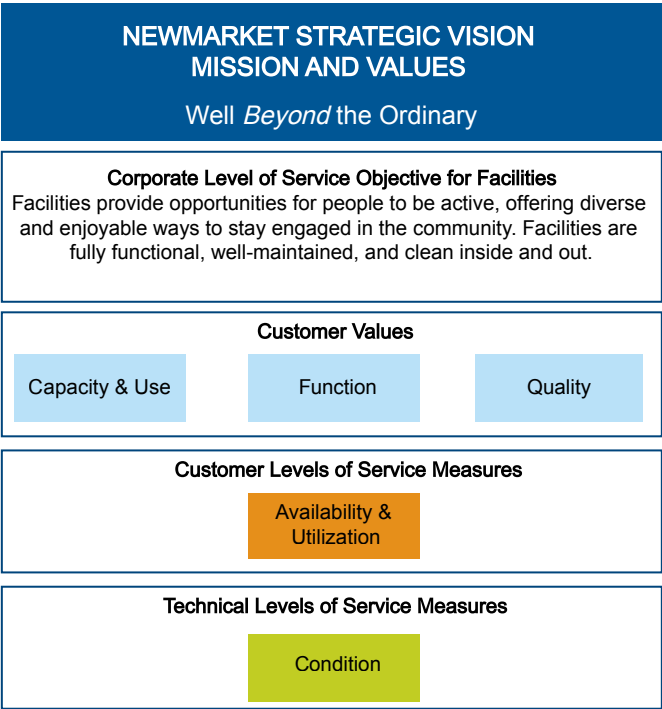 NEWMARKET STRATEGIC VISION
MISSION AND VALUES
Well Beyond the Ordinary
Corporate Level of Service Objective for Facilities
Facilities provide opportunities for people to be active, offering diverse
and enjoyable ways to stay engaged in the community. Facilities are
fully functional, well-maintained, and clean inside and out.
Customer Values
Capacity & Use
Function
Quality
Customer Levels of Service Measures
Availability &
Utilization
Technical Levels of Service Measures
Condition